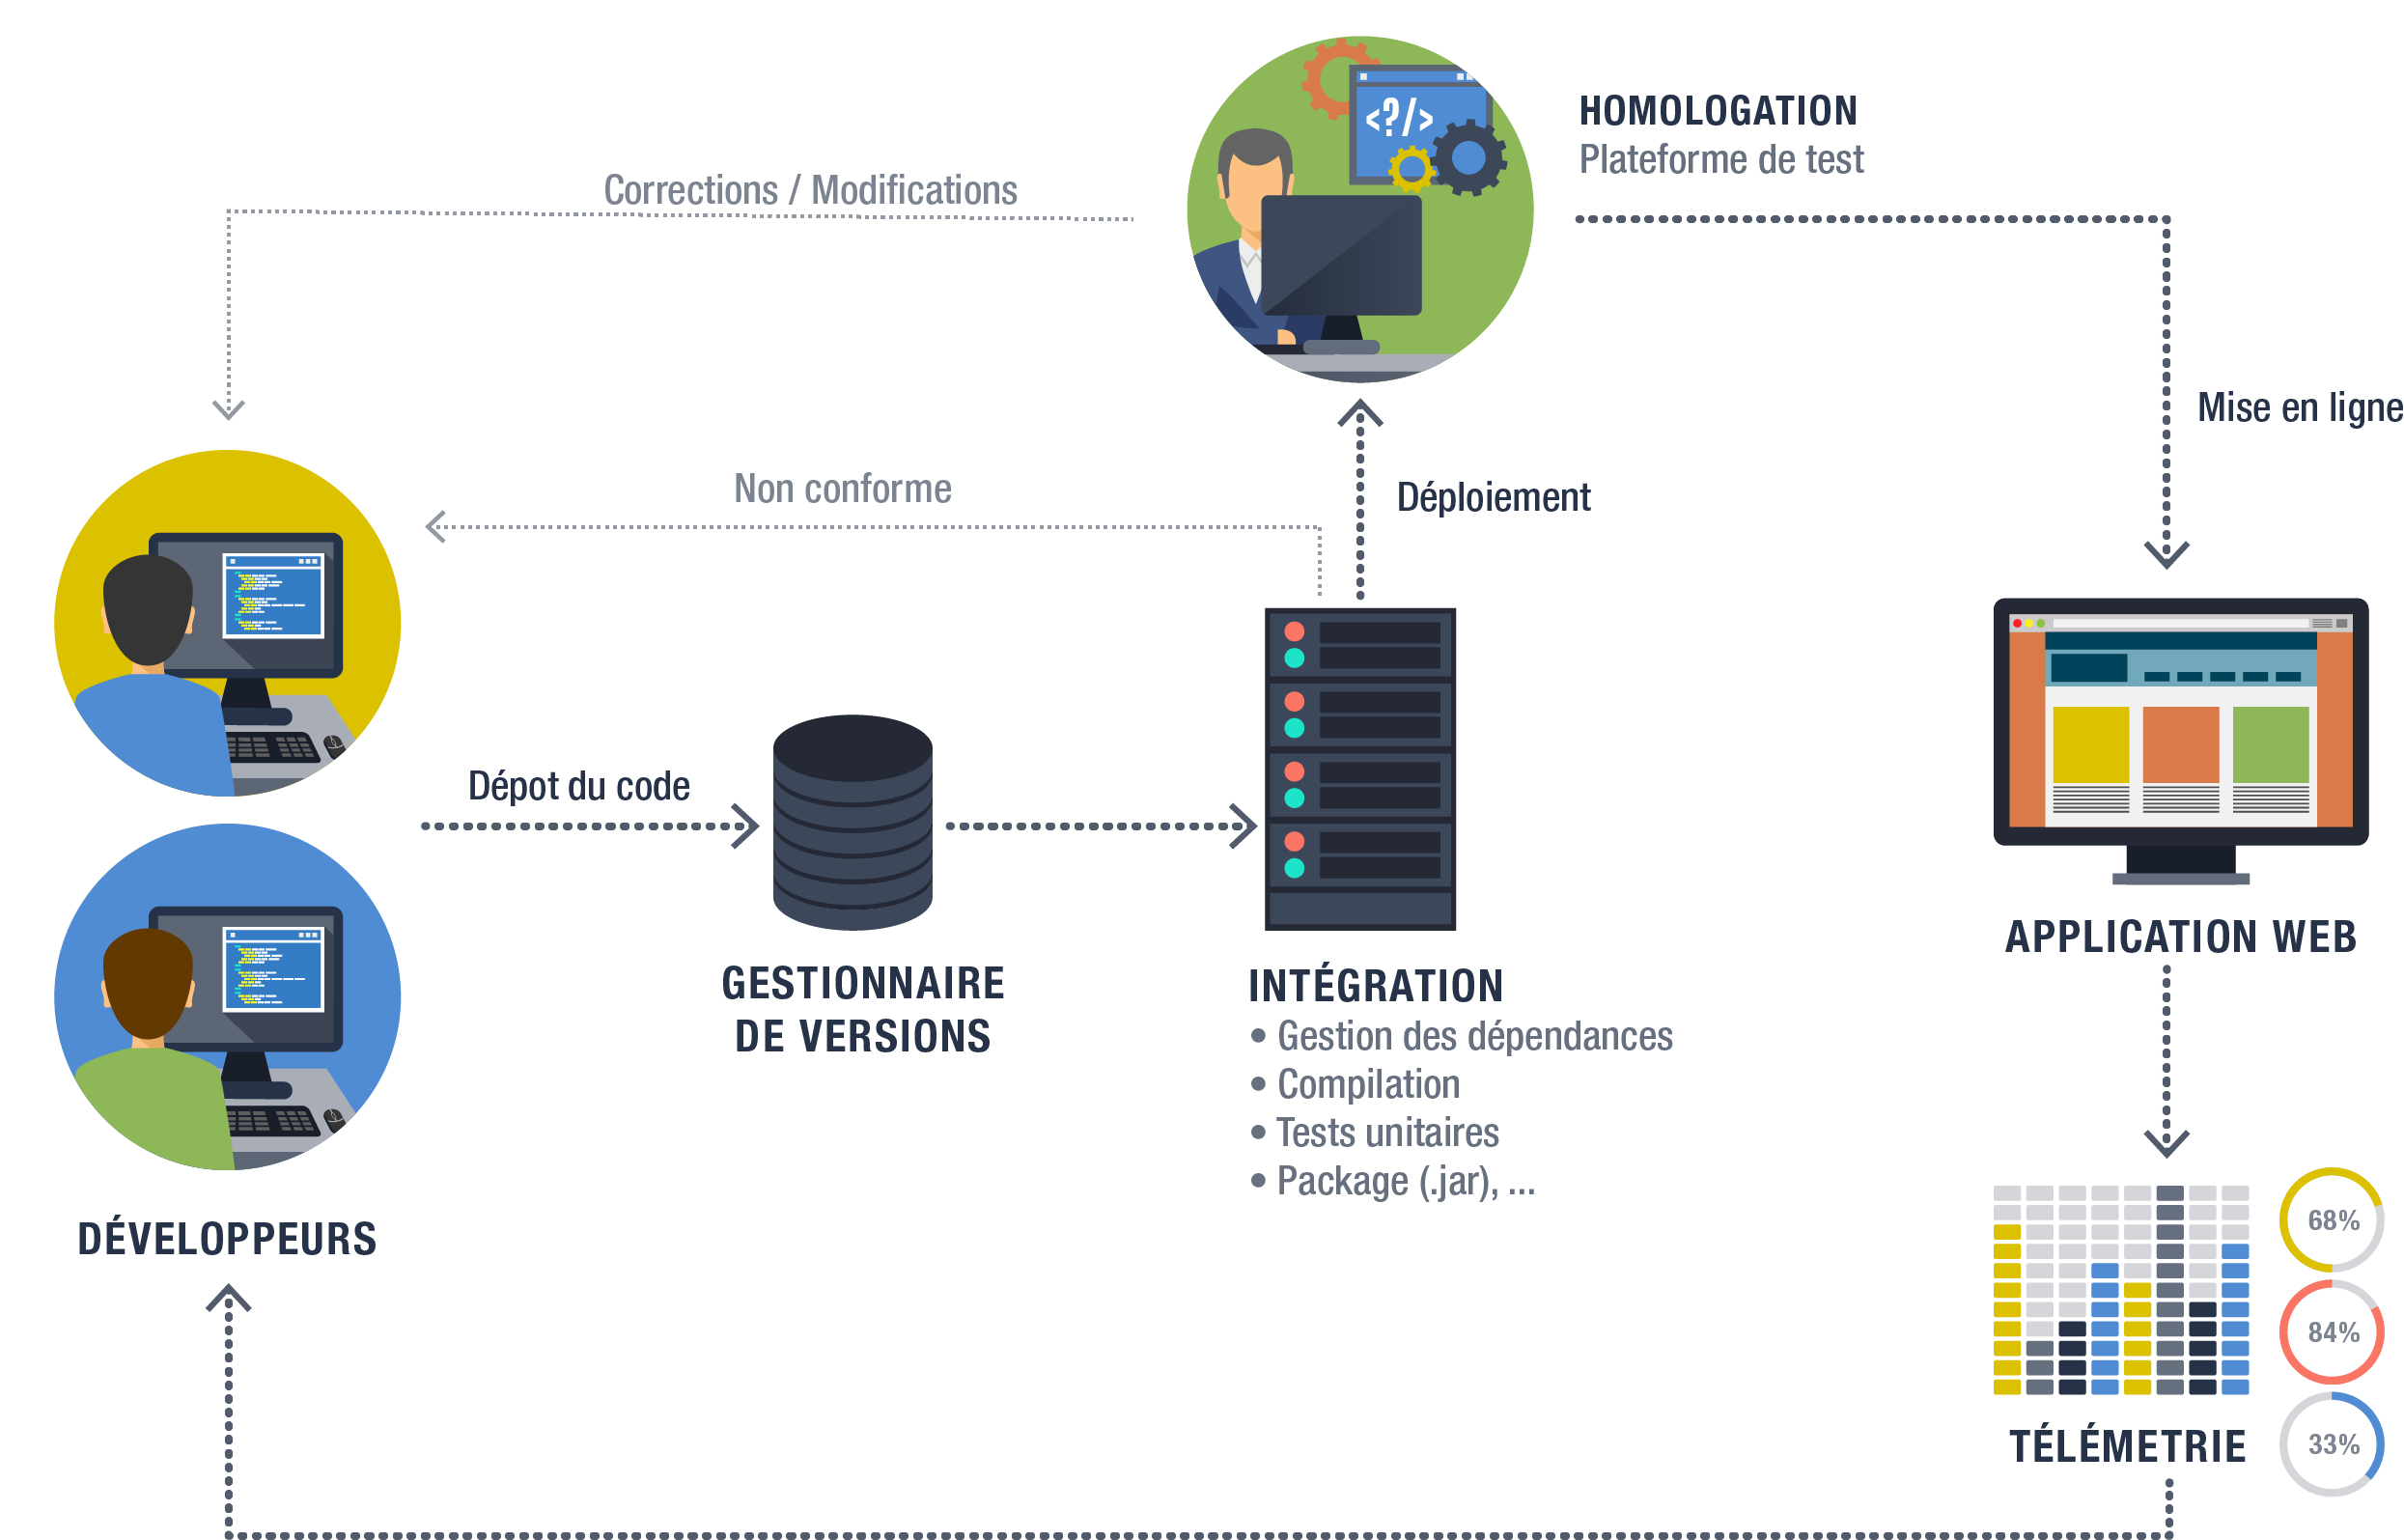 HOMOLOGATION
Plateforme de test
<?/>
Corrections / Modifications
Mise en ligne
Non conforme
Déploiement
Dépot du code
GESTIONNAIRE
DE VERSIONS
INTÉGRATION
• Gestion des dépendances
• Compilation
• Tests unitaires
• Package (.jar), ...
APPLICATION WEB
DÉVELOPPEURS
68%
84%
33%
TÉLÉMETRIE